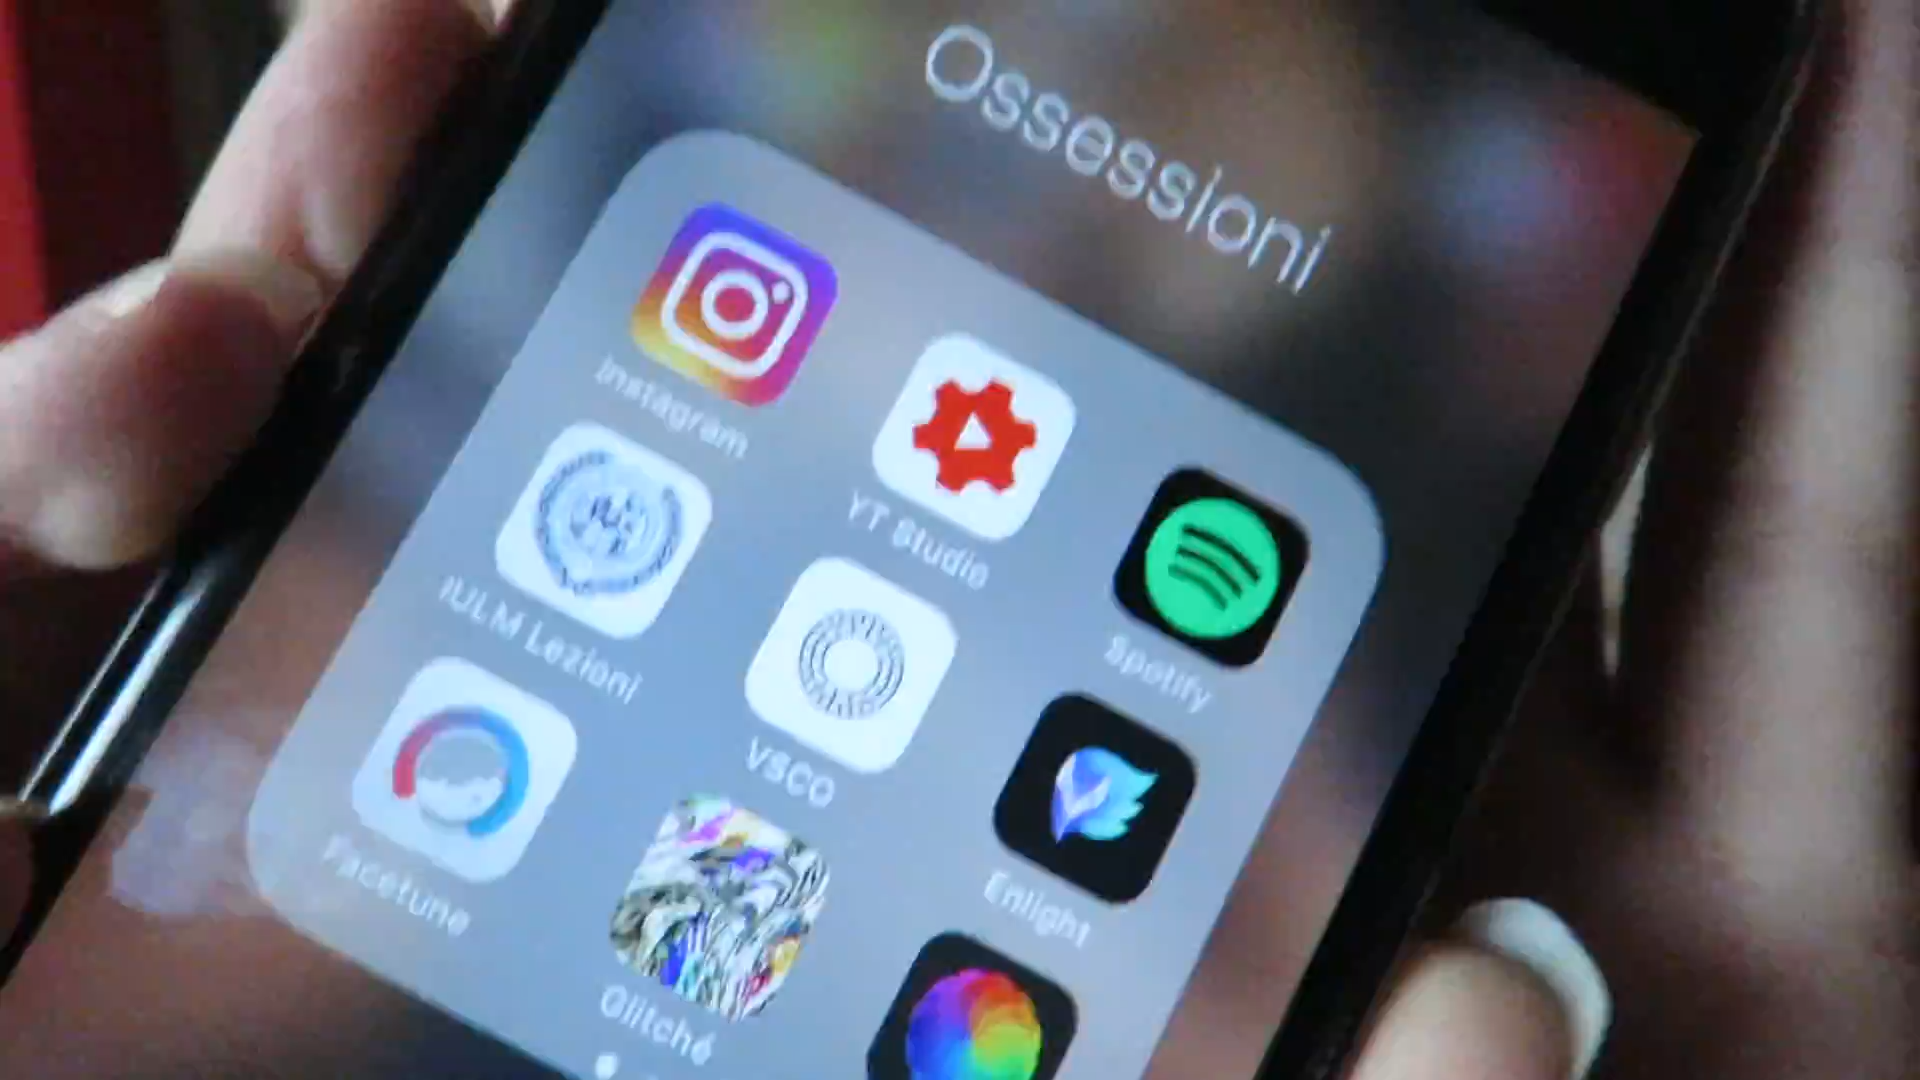 Ossessioni
Instagram
YT Studio
Spotify
IULM Lezioni
VSCO
Enlight
Facetune
Glitché